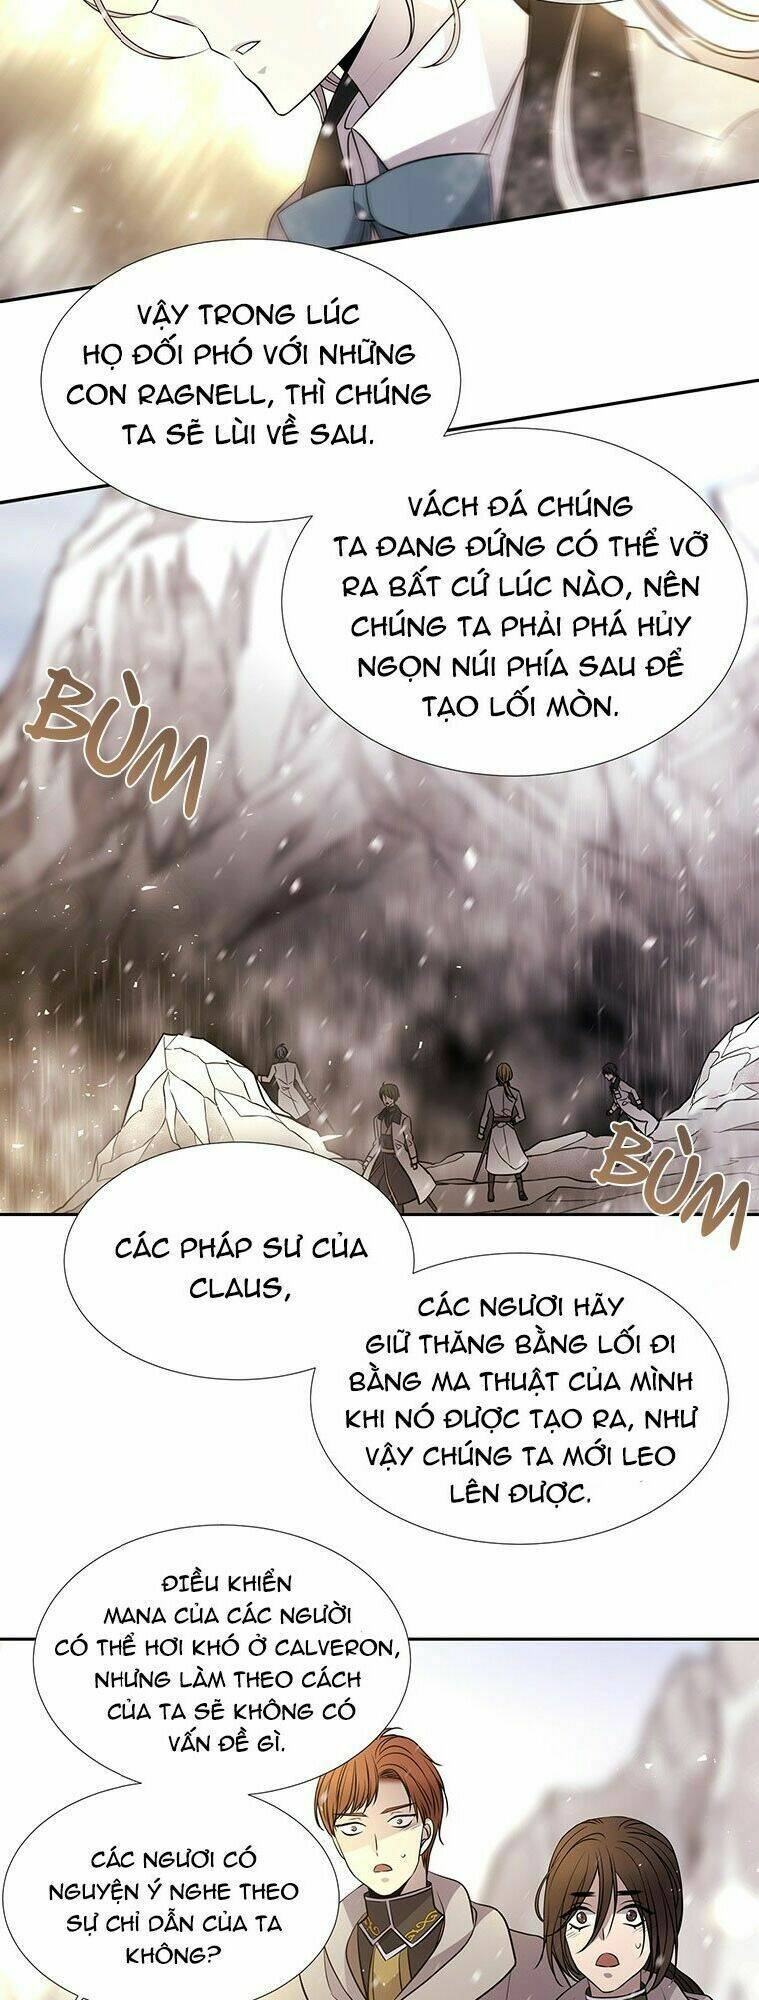 VẬY TRONG LÚC
HỌ ĐỐI PHÓ VỚI NHỮNG
CON RAGNELL, THÌ CHÚNG
TA SẼ LÙI VỀ SAU.
VÁCH ĐÁ CHÚNG
TA ĐANG ĐỨNG CÓ THỂ VỠ
RA BẤT CỨ LÚC NÀO, NÊN
CHÚNG TA PHẢI PHÁ HỦY
NGỌN NÚI PHÍA SAU ĐỂ
TẠO LỐI MÒN.
BÙM
BÙM
CÁC PHÁP SƯ CỦA
CLAUS,
CÁC NGƯƠI HÃY
GIỮ THĂNG BẰNG LỐI ĐI
BẰNG MA THUẬT CỦA MÌNH
KHI NÓ ĐƯỢC TẠO RA, NHƯ
VẬY CHÚNG TA MỚI LEO
LÊN ĐƯỢC.
ĐIỀU KHIỂN
MANA CỦA CÁC NGƯỜI
CÓ THỂ HƠI KHÓ Ở CALVERON,
NHƯNG LÀM THEO CÁCH
CỦA TA SẼ KHÔNG CÓ
VẤN ĐỀ GÌ.
CÁC NGƯƠI CÓ
NGUYỆN Ý NGHE THEO
SỰ CHỈ DẪN CỦA TA
KHÔNG?